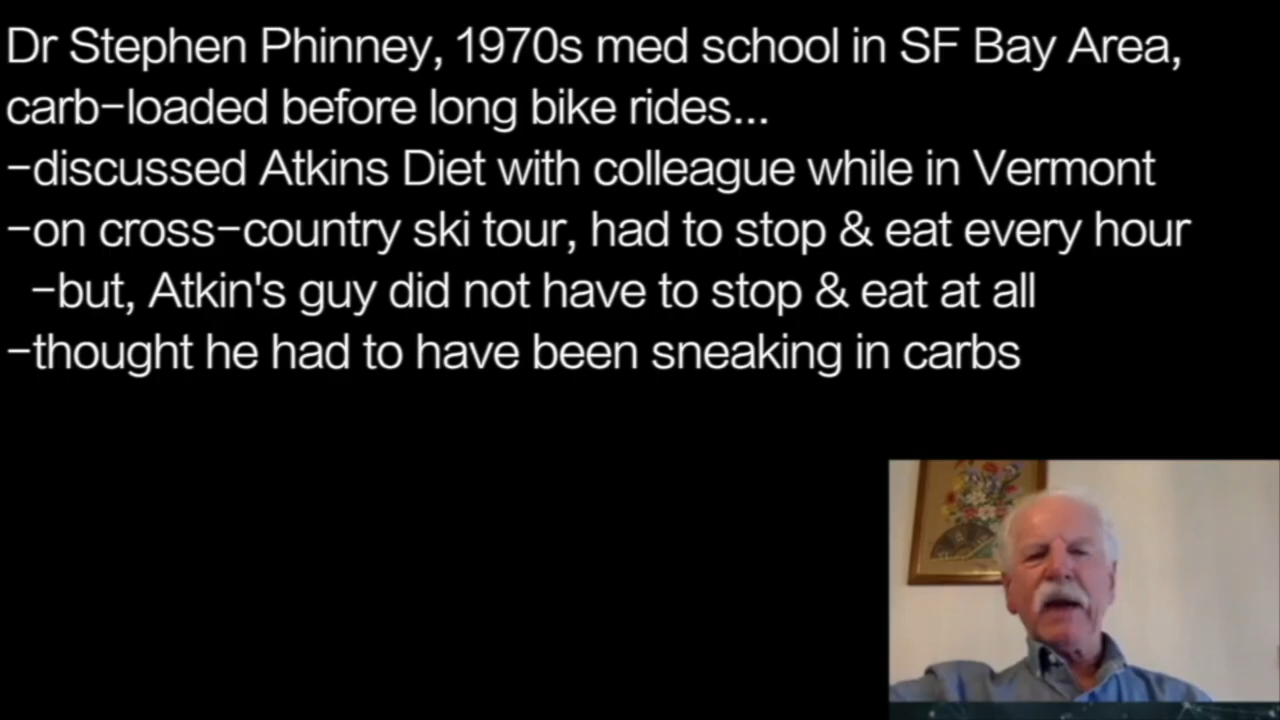 Dr Stephen Phinney, 1970s med school in SF Bay Area,
carb-loaded before long bike rides...
-discussed Atkins Diet with colleague while in Vermont
-on cross-country ski tour, had to stop & eat every hour
-but, Atkin's guy did not have to stop & eat at all
-thought he had to have been sneaking in carbs